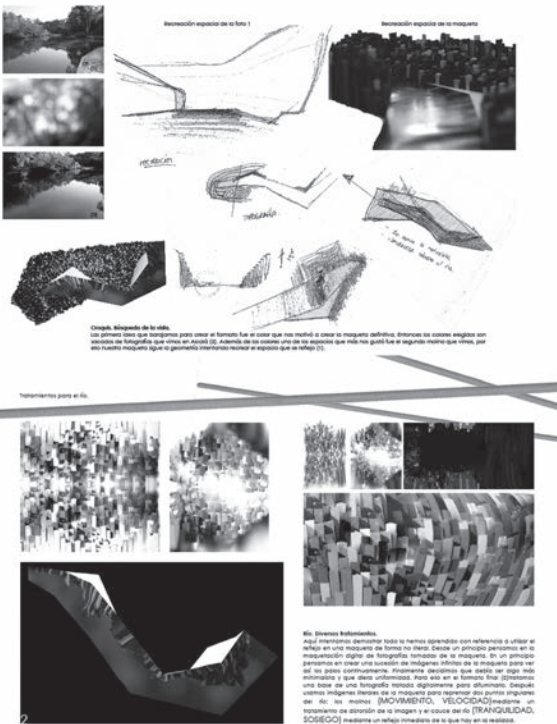 Recreación espacial de la foto 1
Recreación espacial de la maqueta
Croquis. Búsqueda de la visita.
Las primera idea que barajamos para crear el formato fue el color que nos motivó a crear la maqueta definitiva. Entonces los colores elegidos son
sacados de fotografías que vimos en Alcalá (2). Además de los colores uno de los espacios que más nos gustó fue el segundo molino que vimos, por
ello nuestra maqueta sigue la geometría intentando recrear el espacio que se refleja (1).
Tratamientos para el río.
Río. Diversos tratamientos.
Aquí intentamos demostrar todo lo hemos aprendido con referencia a utilizar el
reflejo en una maqueta de forma no literal. Desde un principio pensamos en la
maquetación digital de fotografías tomadas de la maqueta. En un principio
pensamos en crear una sucesión de imágenes infinitas de la maqueta para ver
así los palos continuamente. Finalmente decidimos que debía ser algo más
minimalista y que diera uniformidad. Para ello en el formato final (2)tratamos
una base de una fotografía tratada digitalmente para difuminarlo. Después
usamos imágenes literales de la maqueta para representar dos puntos singulares
del río: los molinos (MOVIMIENTO, VELOCIDAD)mediante un
tratamiento de distorsión de la imagen y el cauce del río (TRANQUILIDAD,
SOSIEGO) mediante un reflejo inmediato de lo que hay en la realidad.
2